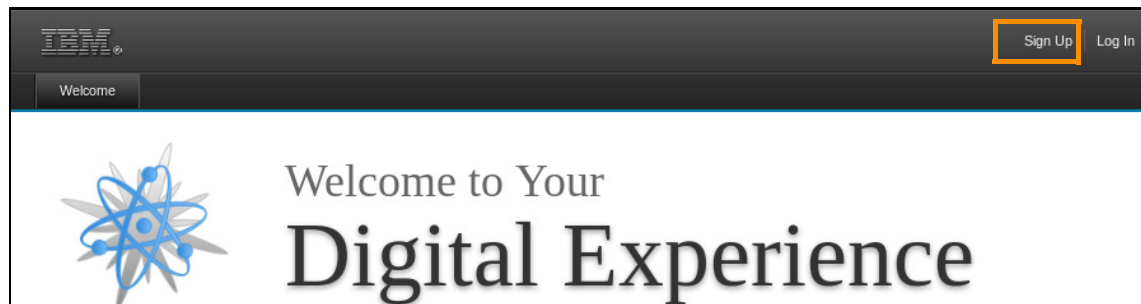 IBM®
Sign Up Log In
Welcome
Welcome to Your
Digital Experience